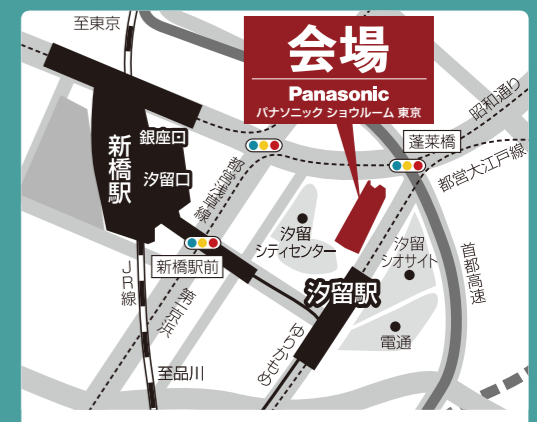 至東京
会場
Panasonic
パナソニック ショウルーム 東京
昭和通り
蓬莱橋
都営大江戸線
銀座口
新橋駅
汐留口
都営浅草線
汐留
シティセンター
汐留
シオサイト
首都高速
新橋駅前
JR線
第一京浜
汐留駅
ゆりかもめ
電通
至品川